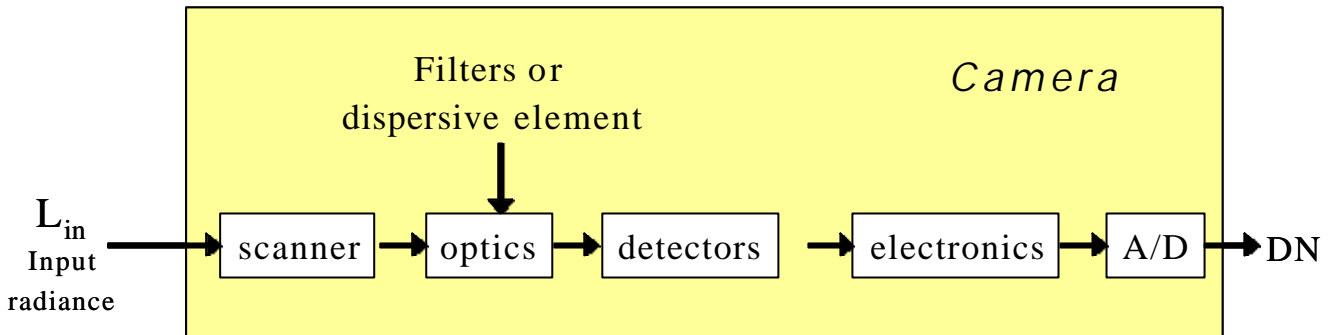 Filters or
dispersive element
Camera
L_in
Input
radiance
scanner
optics
detectors
electronics
A/D
DN